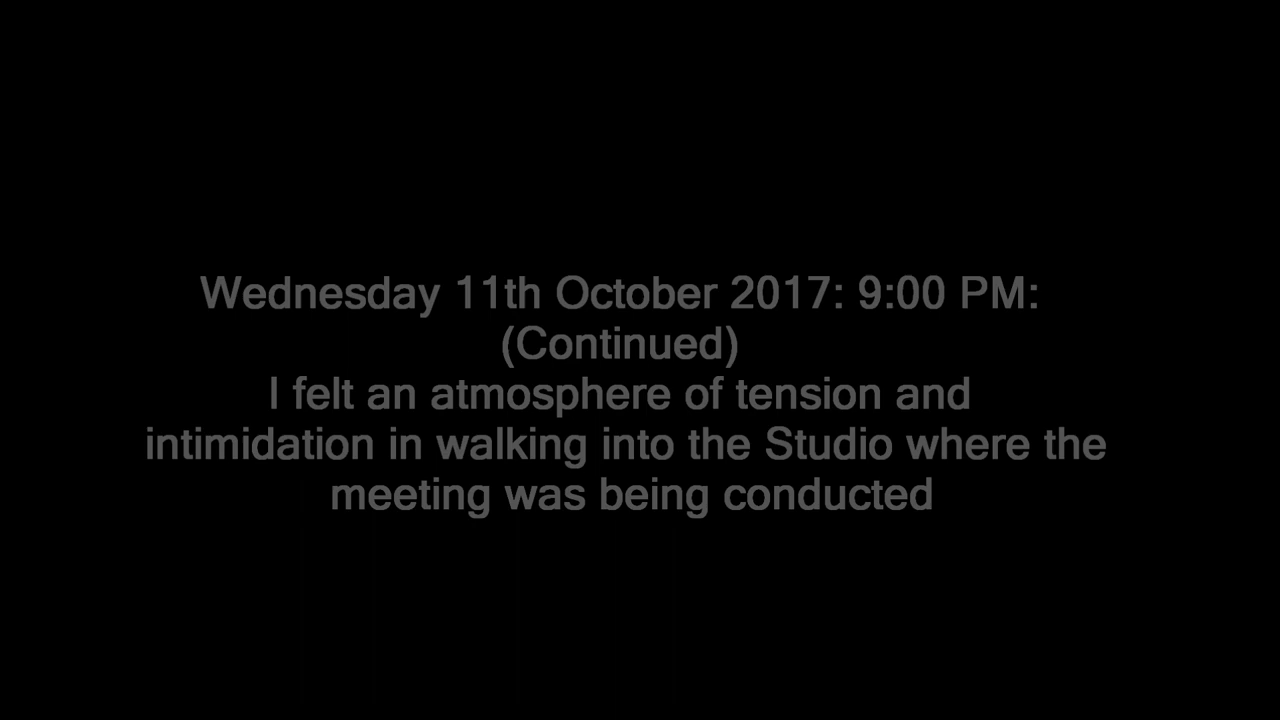 Wednesday 11th October 2017: 9:00 PM:
(Continued)
I felt an atmosphere of tension and
intimidation in walking into the Studio where the
meeting was being conducted